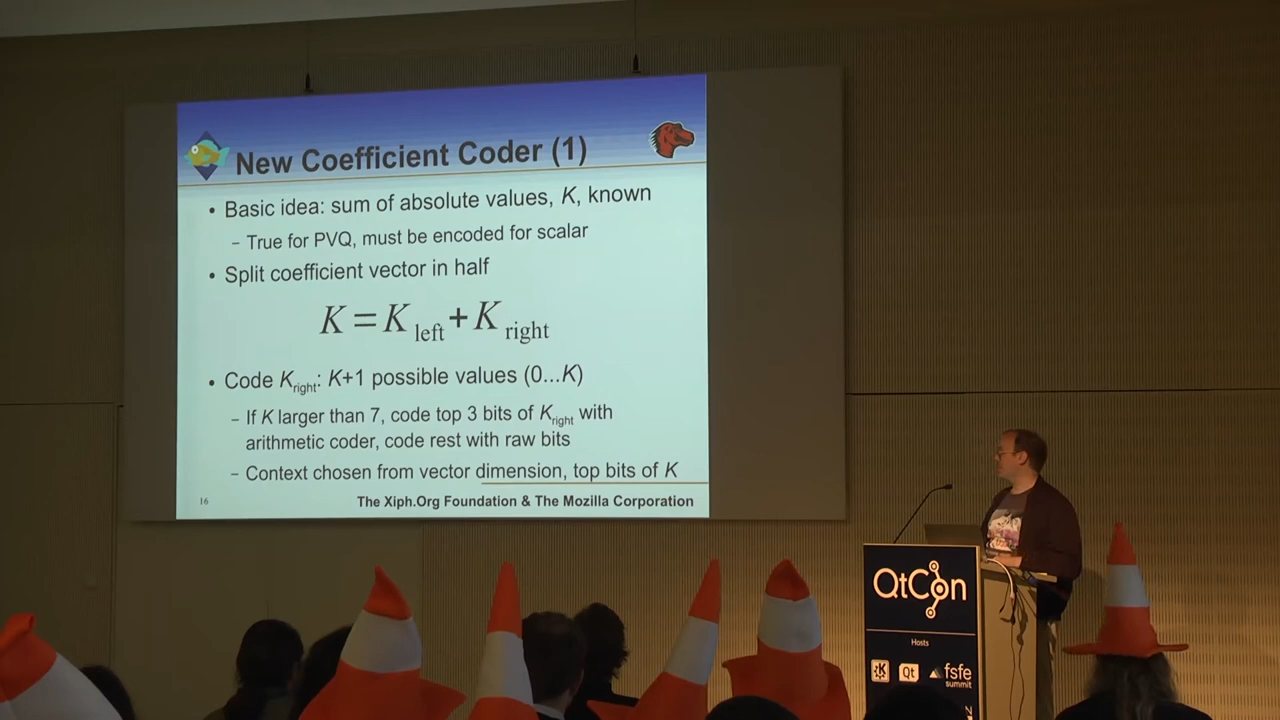 New Coefficient Coder (1)
• Basic idea: sum of absolute values, K, known
– True for PVQ, must be encoded for scalar
• Split coefficient vector in half
K = K left + K right
• Code Kright: K+1 possible values (0...K)
– If K larger than 7, code top 3 bits of Kright with
arithmetic coder, code rest with raw bits
– Context chosen from vector dimension, top bits of K
16
The Xiph.Org Foundation & The Mozilla Corporation
QtCon
Hosts
Qt
fsfe
summit